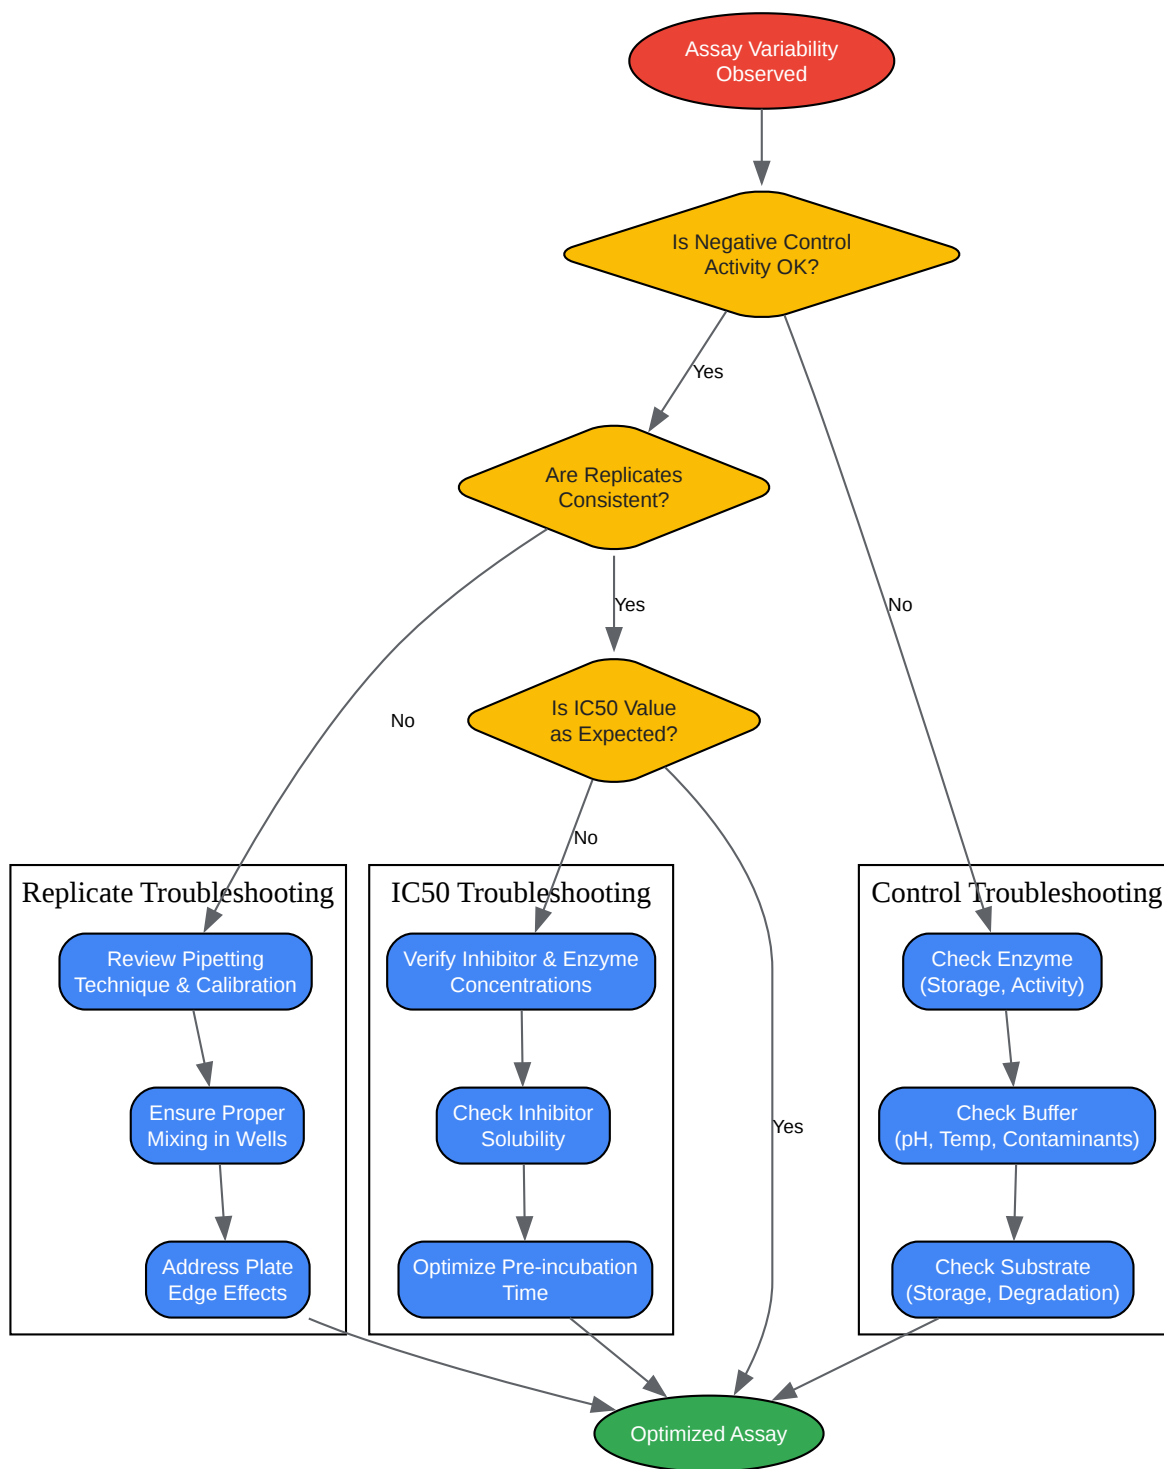 Assay Variability
Observed
Is Negative Control
Activity OK?
Yes
Are Replicates
Consistent?
Yes
No
Is IC50 Value
as Expected?
No
No
Replicate Troubleshooting
IC50 Troubleshooting
Control Troubleshooting
Review Pipetting
Technique & Calibration
Verify Inhibitor & Enzyme
Concentrations
Check Enzyme
(Storage, Activity)
Ensure Proper
Mixing in Wells
Check Inhibitor
Solubility
Yes
Check Buffer
(pH, Temp, Contaminants)
Address Plate
Edge Effects
Optimize Pre-incubation
Time
Check Substrate
(Storage, Degradation)
Optimized Assay